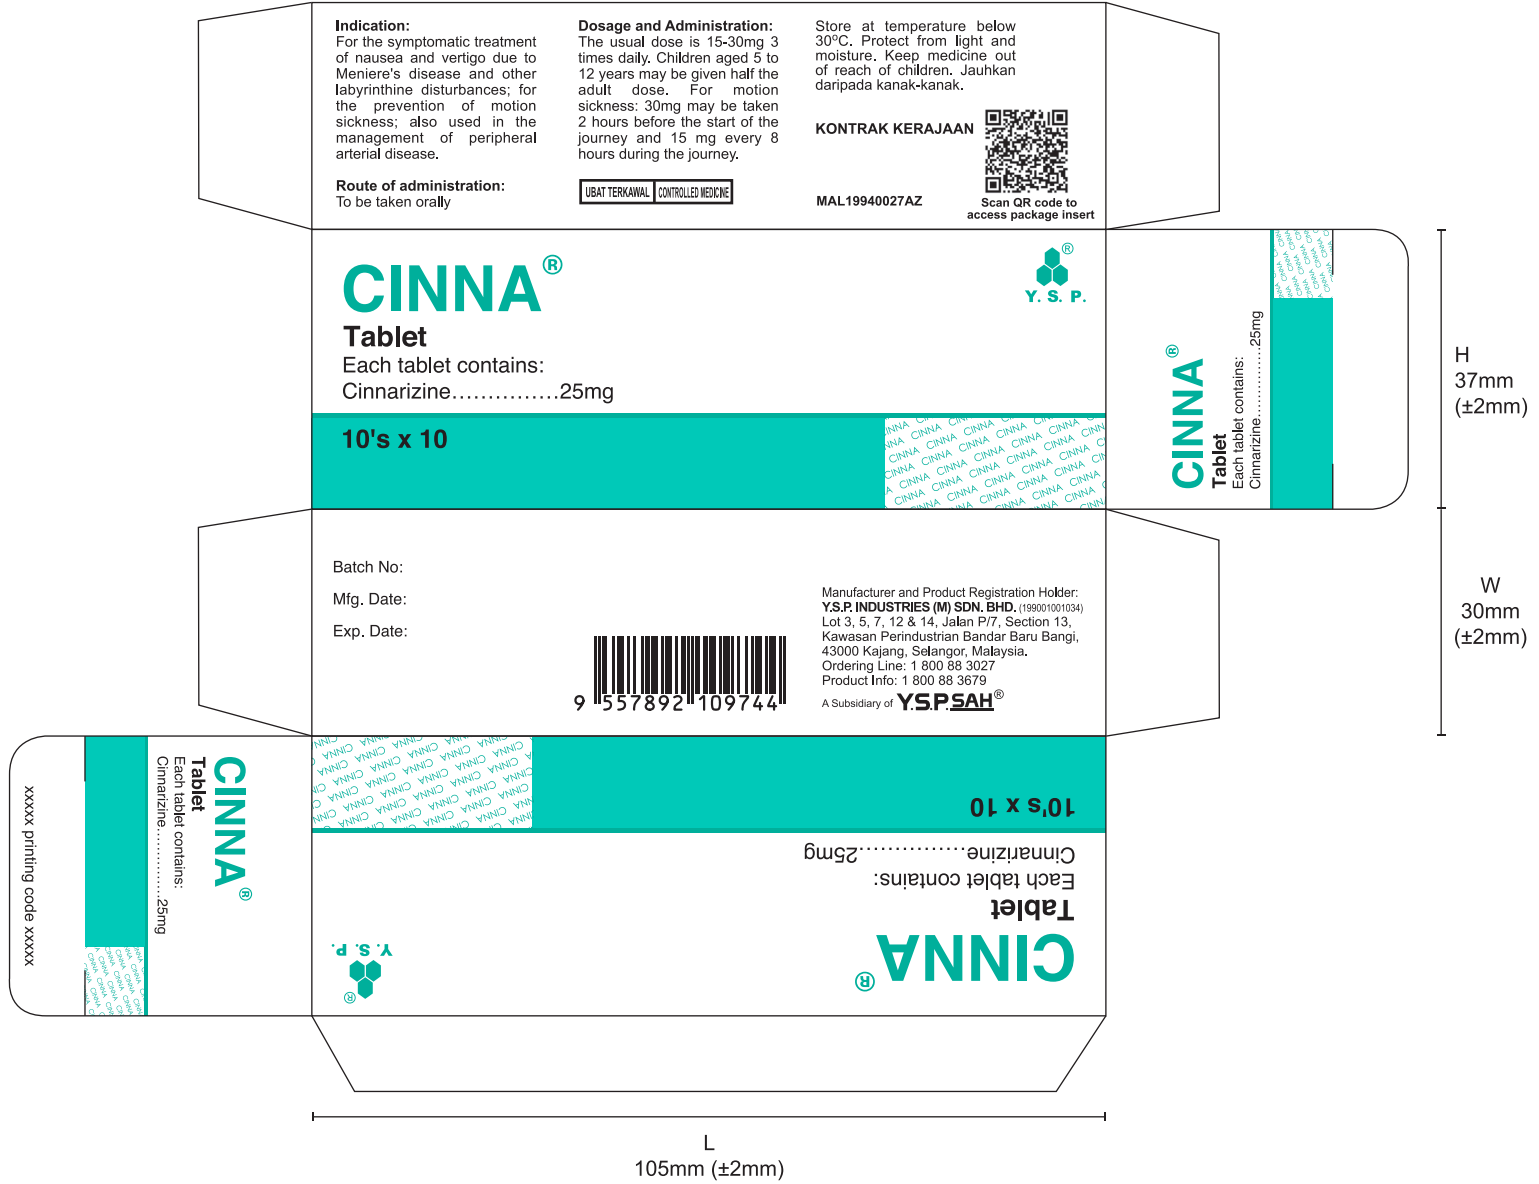 Indication:
For the symptomatic treatment
of nausea and vertigo due to
Meniere's disease and other
labyrinthine disturbances; for
the prevention of motion
sickness; also used in the
management of peripheral
arterial disease.
Route of administration:
To be taken orally
Dosage and Administration:
The usual dose is 15-30mg 3
times daily. Children aged 5 to
12 years may be given half the
adult dose. For motion
sickness: 30mg may be taken
2 hours before the start of the
journey and 15 mg every 8
hours during the journey.
UBAT TERKAWAL CONTROLLED MEDICINE
Store at temperature below
30°C. Protect from light and
moisture. Keep medicine out
of reach of children. Jauhkan
daripada kanak-kanak.
KONTRAK KERAJAAN
MAL19940027AZ
Scan QR code to
access package insert
CINNA®
Tablet
Each tablet contains:
Cinnarizine...............25mg
10's x 10
®
Y. S. P.
CINNA®
Tablet
Each tablet contains:
Cinnarizine...............25mg
H
37mm
(±2mm)
Batch No:
Mfg. Date:
Exp. Date:
9 557892 109744
Manufacturer and Product Registration Holder:
Y.S.P. INDUSTRIES (M) SDN. BHD. (199001001034)
Lot 3, 5, 7, 12 & 14, Jalan P/7, Section 13,
Kawasan Perindustrian Bandar Baru Bangi,
43000 Kajang, Selangor, Malaysia.
Ordering Line: 1 800 88 3027
Product Info: 1 800 88 3679
A Subsidiary of Y.S.P.SAH®
W
30mm
(±2mm)
CINNA®
Tablet
Each tablet contains:
Cinnarizine...............25mg
xxxxx printing code xxxxx
CINNA®
Tablet
Each tablet contains:
Cinnarizine...............25mg
10's x 10
®
Y. S. P.
L
105mm (±2mm)